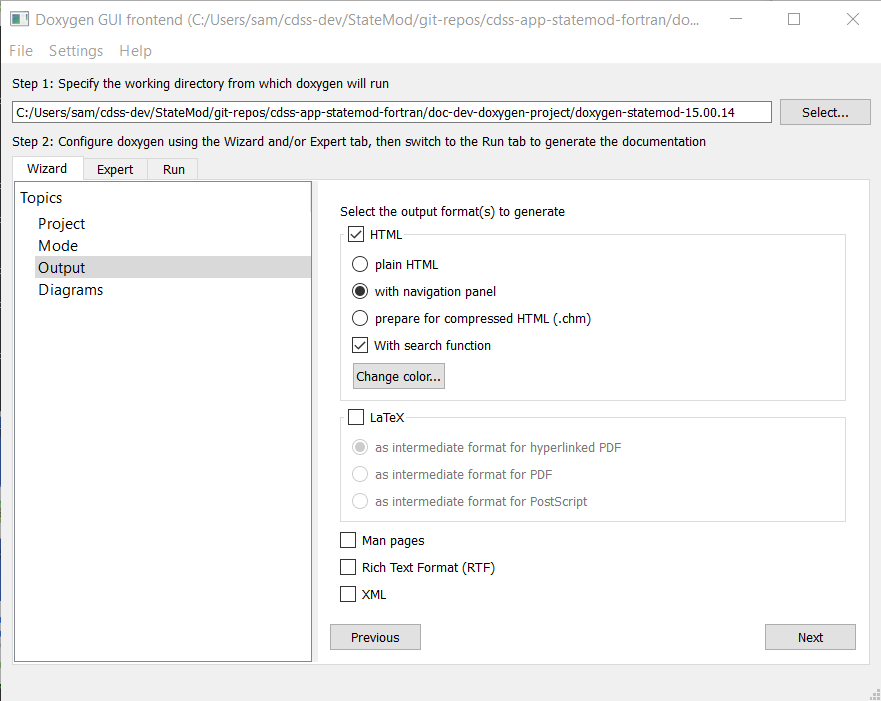 Doxygen GUI frontend (C:/Users/sam/cdss-dev/StateMod/git-repos/cdss-app-statemod-fortran/do...
File Settings Help
Step 1: Specify the working directory from which doxygen will run
C:/Users/sam/cdss-dev/StateMod/git-repos/cdss-app-statemod-fortran/doc-dev-doxygen-project/doxygen-statemod-15.00.14
Select...
Step 2: Configure doxygen using the Wizard and/or Expert tab, then switch to the Run tab to generate the documentation
Wizard Expert Run
Topics
Project
Mode
Output
Diagrams
Select the output format(s) to generate
HTML
plain HTML
with navigation panel
prepare for compressed HTML (.chm)
With search function
Change color...
LaTeX
as intermediate format for hyperlinked PDF
as intermediate format for PDF
as intermediate format for PostScript
Man pages
Rich Text Format (RTF)
XML
Previous Next